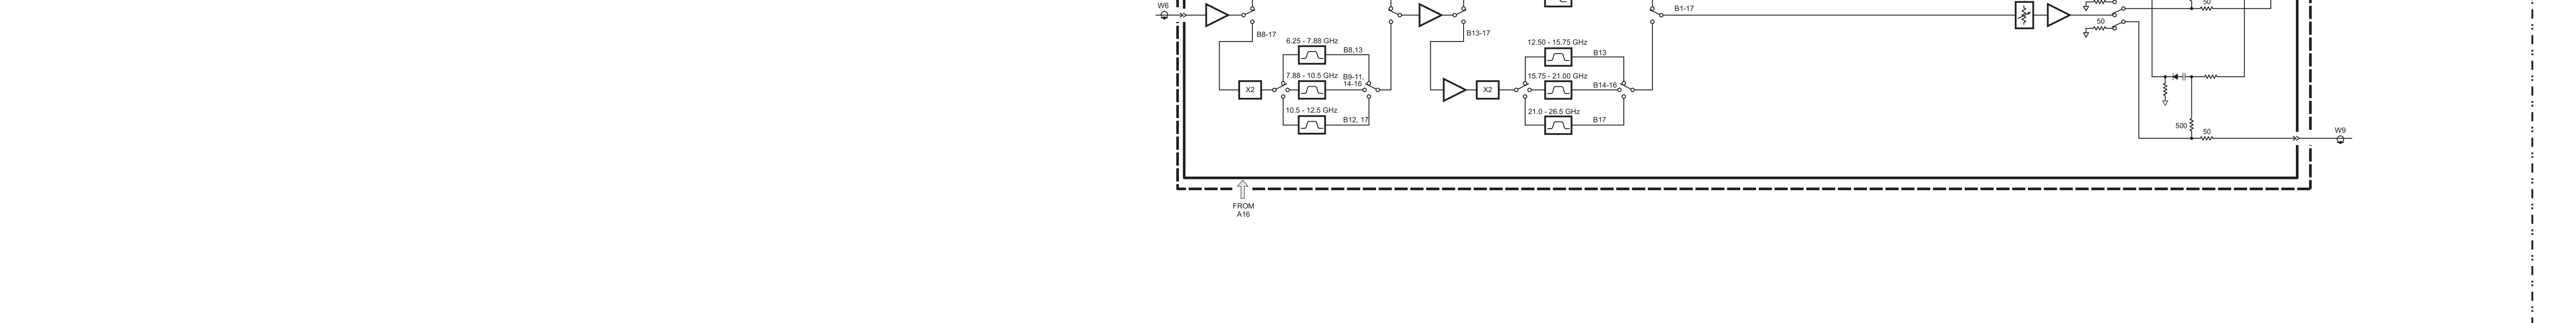 W6
B1-17
50
50
B8-17
B13-17
6.25 - 7.88 GHz
B8,13
12.50 - 15.75 GHz
B13
7.88 - 10.5 GHz
B9-11,
14-16
15.75 - 21.00 GHz
B14-16
X2
X2
10.5 - 12.5 GHz
B12, 17
21.0 - 26.5 GHz
B17
500
50
W9
FROM
A16